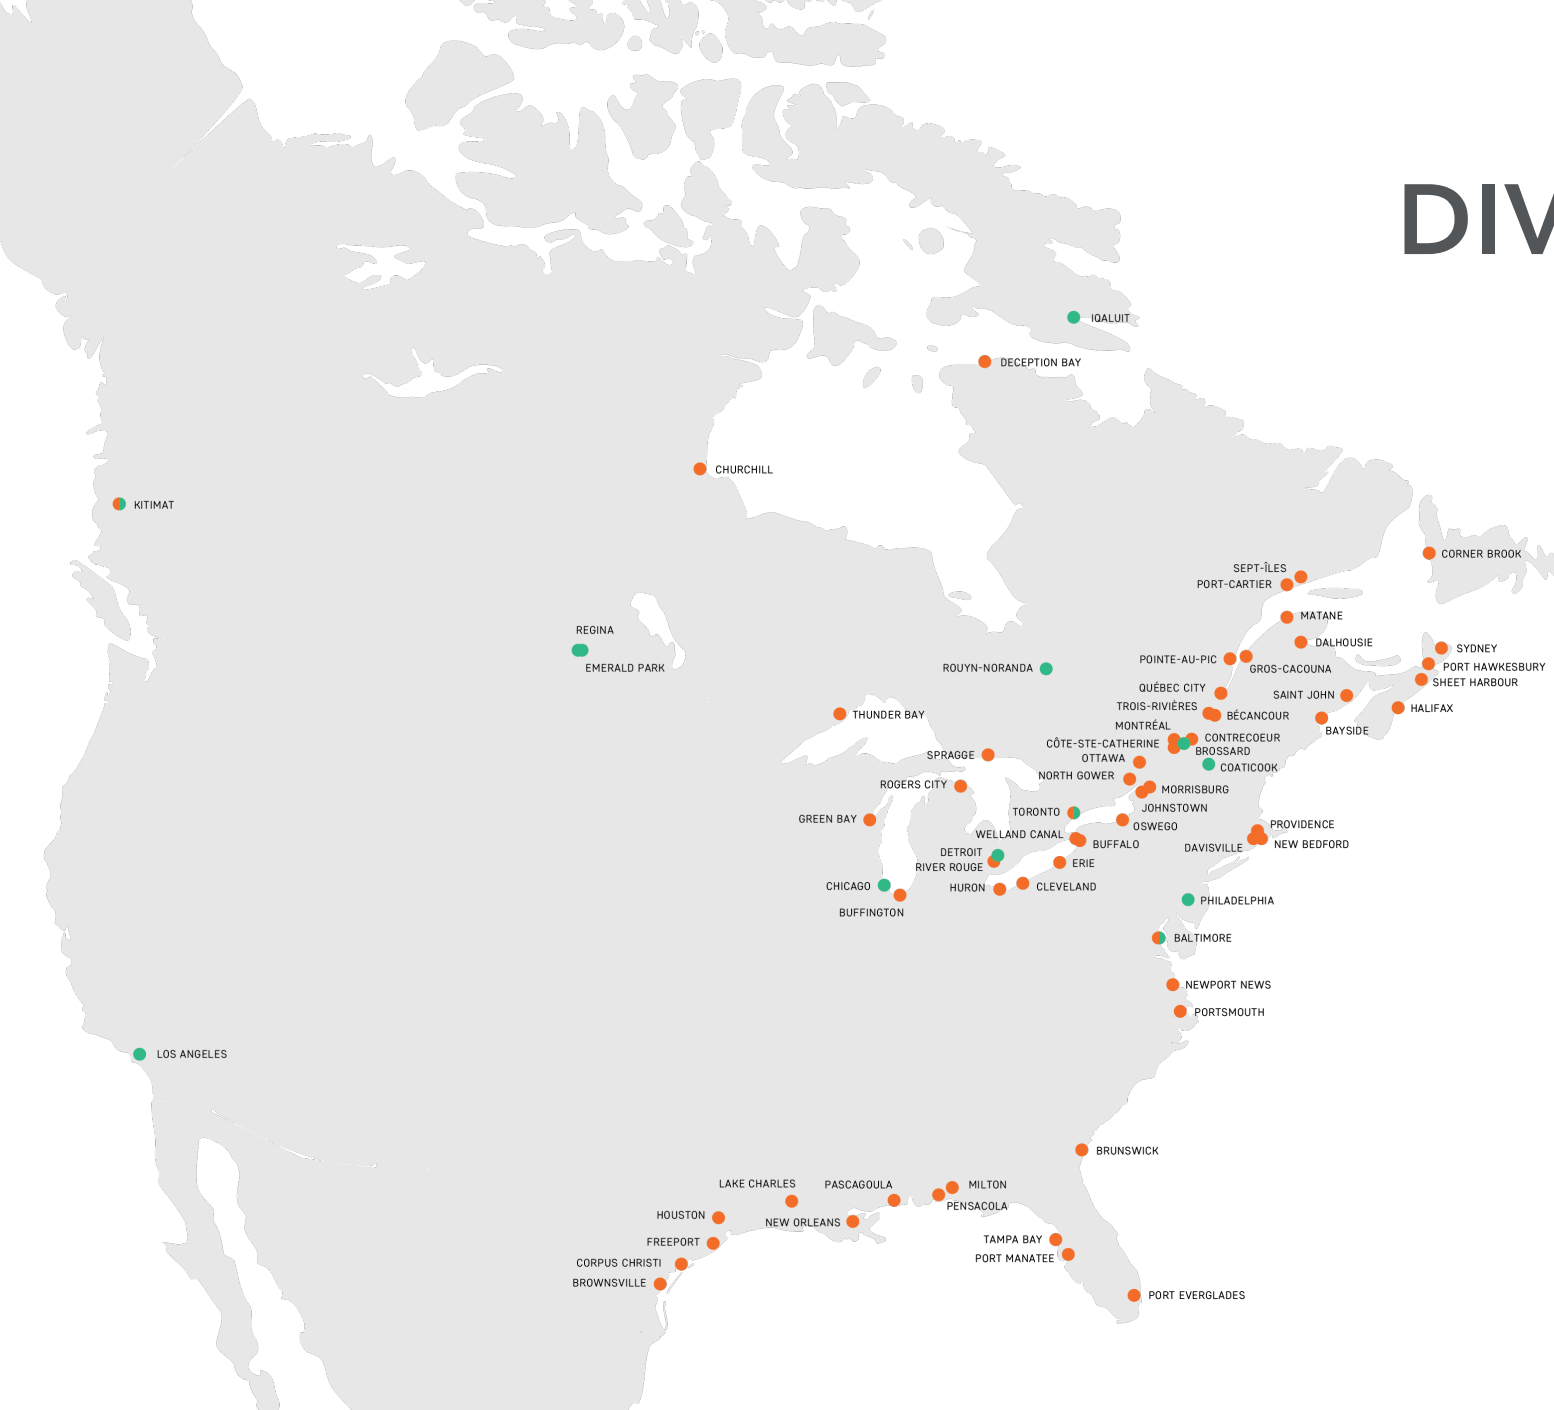 DIV
IQALUIT
DECEPTION BAY
CHURCHILL
KITIMAT
CORNER BROOK
SEPT-ÎLES
PORT-CARTIER
MATANE
REGINA
DALHOUSIE
SYDNEY
POINTE-AU-PIC
EMERALD PARK
ROUYN-NORANDA
GROS-CACOUNA
PORT HAWKESBURY
SHEET HARBOUR
QUÉBEC CITY
SAINT JOHN
TROIS-RIVIÈRES
HALIFAX
THUNDER BAY
BÉCANCOUR
MONTRÉAL
BAYSIDE
CONTRECOEUR
CÔTE-STE-CATHERINE
BROSSARD
SPRAGGE
OTTAWA
COATICOOK
NORTH GOWER
ROGERS CITY
MORRISBURG
JOHNSTOWN
TORONTO
GREEN BAY
OSWEGO
PROVIDENCE
WELLAND CANAL
BUFFALO
NEW BEDFORD
DAVISVILLE
DETROIT
ERIE
RIVER ROUGE
CHICAGO
HURON
CLEVELAND
PHILADELPHIA
BUFFINGTON
BALTIMORE
NEWPORT NEWS
PORTSMOUTH
LOS ANGELES
BRUNSWICK
LAKE CHARLES
PASCAGOULA
MILTON
PENSACOLA
HOUSTON
NEW ORLEANS
FREEPORT
TAMPA BAY
PORT MANATEE
CORPUS CHRISTI
BROWNSVILLE
PORT EVERGLADES